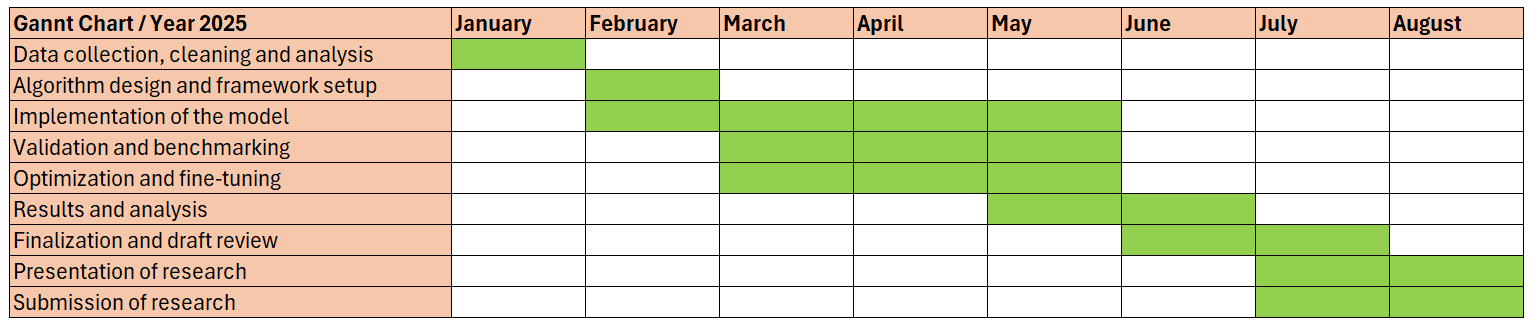 Gannt Chart / Year 2025 January February March April May June July August
Data collection, cleaning and analysis
Algorithm design and framework setup
Implementation of the model
Validation and benchmarking
Optimization and fine-tuning
Results and analysis
Finalization and draft review
Presentation of research
Submission of research